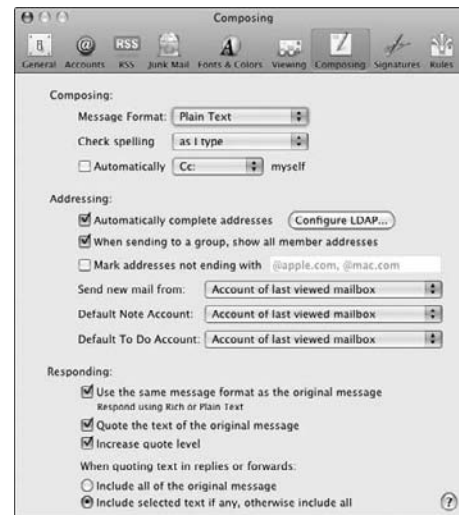 Composing
General Accounts RSS Junk Mail Fonts & Colors Viewing Composing Signatures Rules
Composing:
Message Format: Plain Text
Check spelling as I type
Automatically Cc: myself
Addressing:
Automatically complete addresses Configure LDAP...
When sending to a group, show all member addresses
Mark addresses not ending with @apple.com, @mac.com
Send new mail from: Account of last viewed mailbox
Default Note Account: Account of last viewed mailbox
Default To Do Account: Account of last viewed mailbox
Responding:
Use the same message format as the original message
Respond using Rich or Plain Text
Quote the text of the original message
Increase quote level
When quoting text in replies or forwards:
Include all of the original message
Include selected text if any, otherwise include all
?